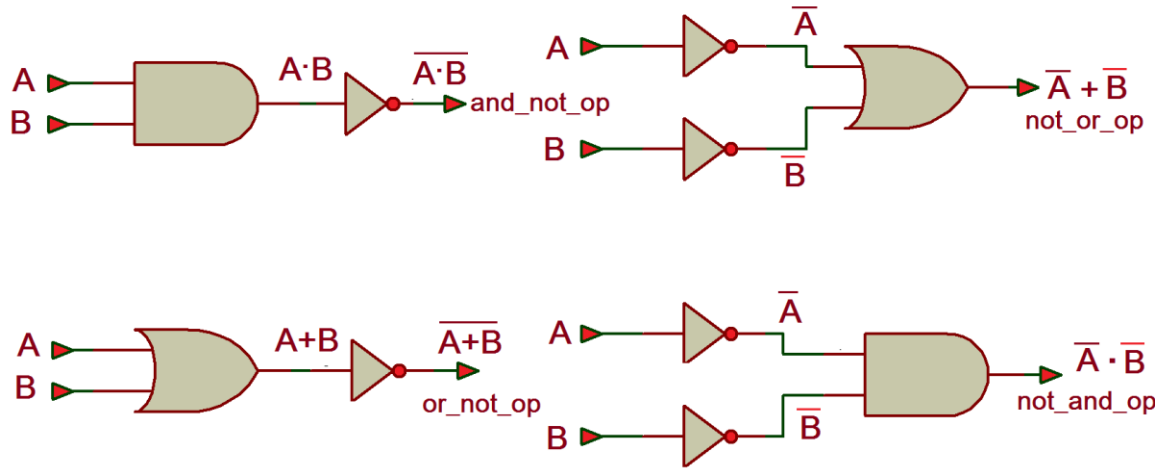 A
B
A·B
A̅·̅B̅
and_not_op
A
A̅
B
B̅
A̅ + B̅
not_or_op
A
B
A+B
A̅+̅B̅
or_not_op
A
A̅
B
B̅
A̅ · B̅
not_and_op